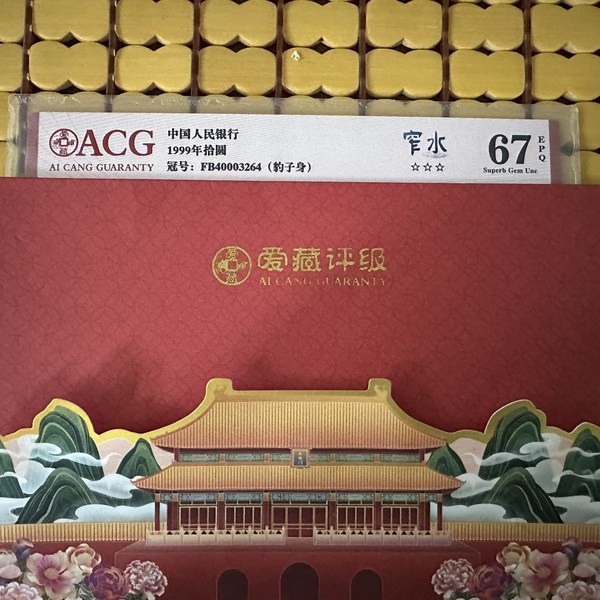 ACG
AI CANG GUARANTY
中国人民银行
1999年拾圆
冠号：FB40003264（豹子身）
窄水
☆☆☆
67
EPQ
Superb Gem Unc
爱藏评级
AI CANG GUARANTY